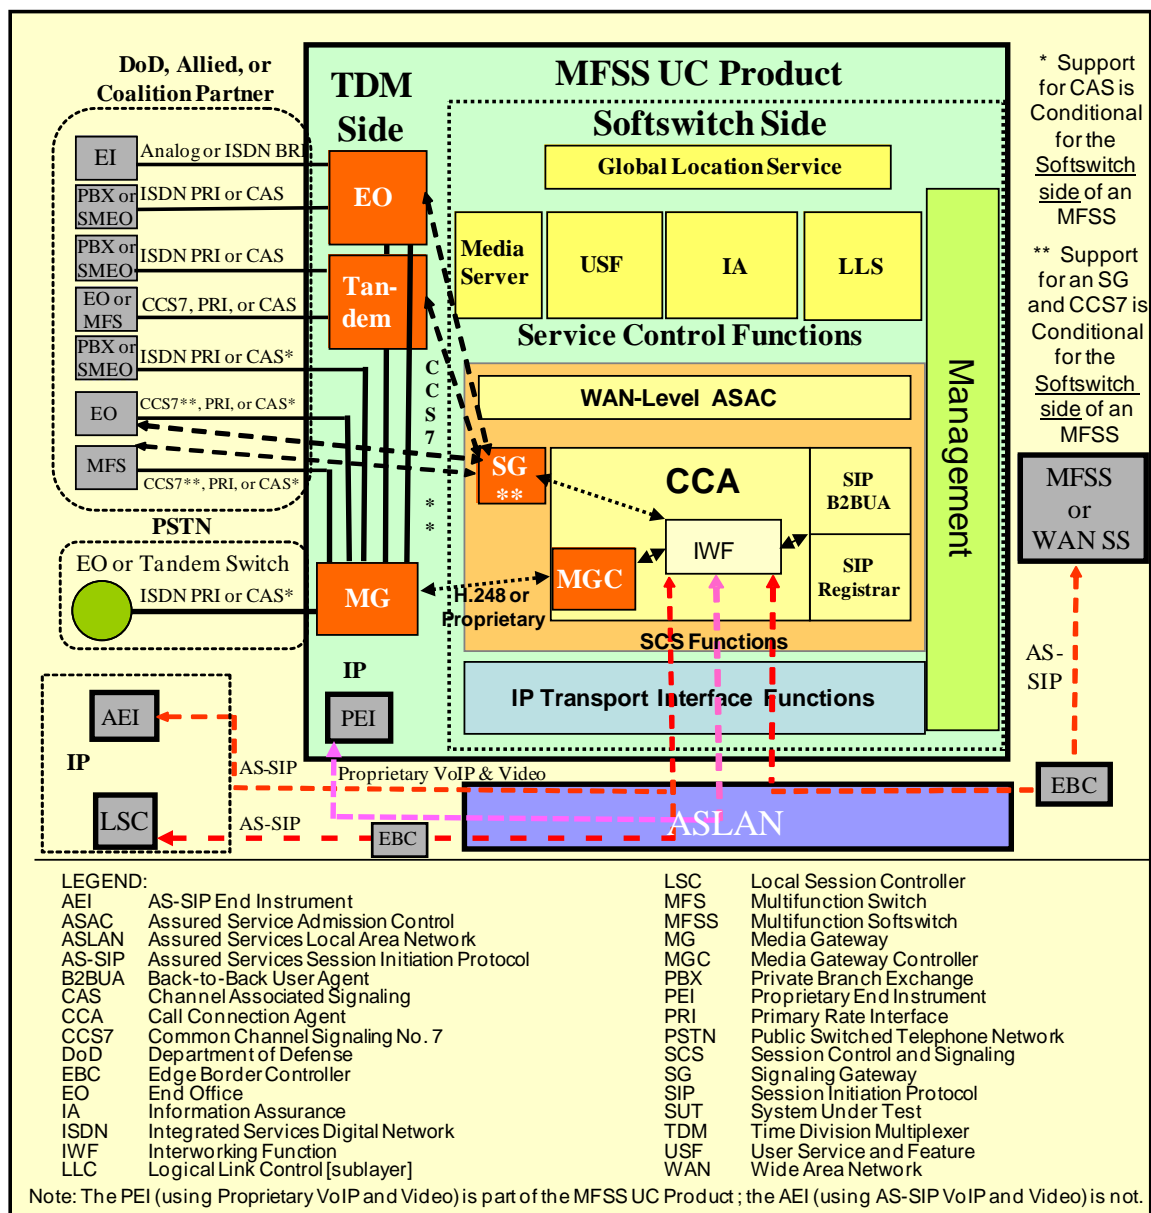 DoD, Allied, or
Coalition Partner
TDM
Side
MFSS UC Product
Softswitch Side
Global Location Service
Media
Server
USF
IA
LLS
Service Control Functions
WAN-Level ASAC
Management
EI
Analog or ISDN BRI
PBX or
SMEO
ISDN PRI or CAS
PBX or
SMEO
ISDN PRI or CAS
EO or
MFS
CCS7, PRI, or CAS
PBX or
SMEO
ISDN PRI or CAS*
EO
CCS7**, PRI, or CAS*
MFS
CCS7**, PRI, or CAS*
EO
Tan-
dem
C
C
S
7
*
*
SG
**
CCA
SIP
B2BUA
IWF
MGC
SIP
Registrar
SCS Functions
PSTN
EO or Tandem Switch
ISDN PRI or CAS*
MG
H.248 or
Proprietary
IP
PEI
IP Transport Interface Functions
* Support
for CAS is
Conditional
for the
Softswitch
side of an
MFSS
** Support
for an SG
and CCS7 is
Conditional
for the
Softswitch
side of an
MFSS
MFSS
or
WAN SS
AS-
SIP
EBC
AEI
IP
AS-SIP
Proprietary VoIP & Video
LSC
AS-SIP
EBC
ASLAN
LEGEND:
AEI AS-SIP End Instrument
ASAC Assured Service Admission Control
ASLAN Assured Services Local Area Network
AS-SIP Assured Services Session Initiation Protocol
B2BUA Back-to-Back User Agent
CAS Channel Associated Signaling
CCA Call Connection Agent
CCS7 Common Channel Signaling No. 7
DoD Department of Defense
EBC Edge Border Controller
EO End Office
IA Information Assurance
ISDN Integrated Services Digital Network
IWF Interworking Function
LLC Logical Link Control [sublayer]
LSC Local Session Controller
MFS Multifunction Switch
MFSS Multifunction Softswitch
MG Media Gateway
MGC Media Gateway Controller
PBX Private Branch Exchange
PEI Proprietary End Instrument
PRI Primary Rate Interface
PSTN Public Switched Telephone Network
SCS Session Control and Signaling
SG Signaling Gateway
SIP Session Initiation Protocol
SUT System Under Test
TDM Time Division Multiplexer
USF User Service and Feature
WAN Wide Area Network
Note: The PEI (using Proprietary VoIP and Video) is part of the MFSS UC Product; the AEI (using AS-SIP VoIP and Video) is not.